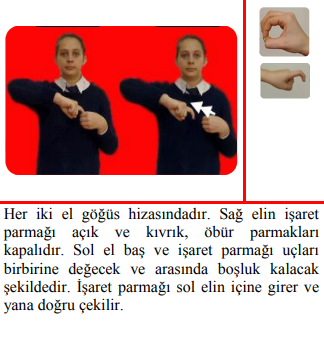 Her iki el göğüs hizasındadır. Sağ elin işaret
parmağı açık ve kıvrık, öbür parmakları
kapalıdır. Sol el baş ve işaret parmağı uçları
birbirine değecek ve arasında boşluk kalacak
şekildedir. İşaret parmağı sol elin içine girer ve
yana doğru çekilir.